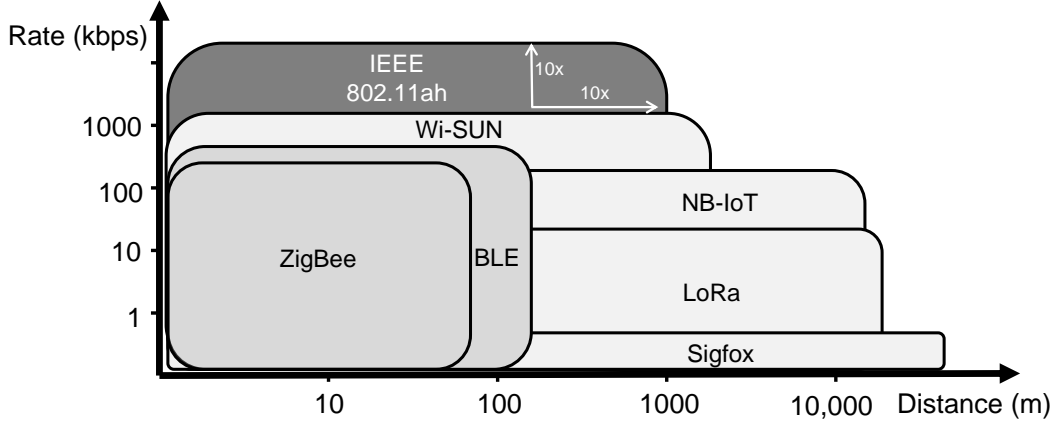 Rate (kbps)
IEEE
802.11ah
10x
10x
Wi-SUN
1000
100
NB-IoT
10
ZigBee
BLE
LoRa
1
Sigfox
10
100
1000
10,000
Distance (m)